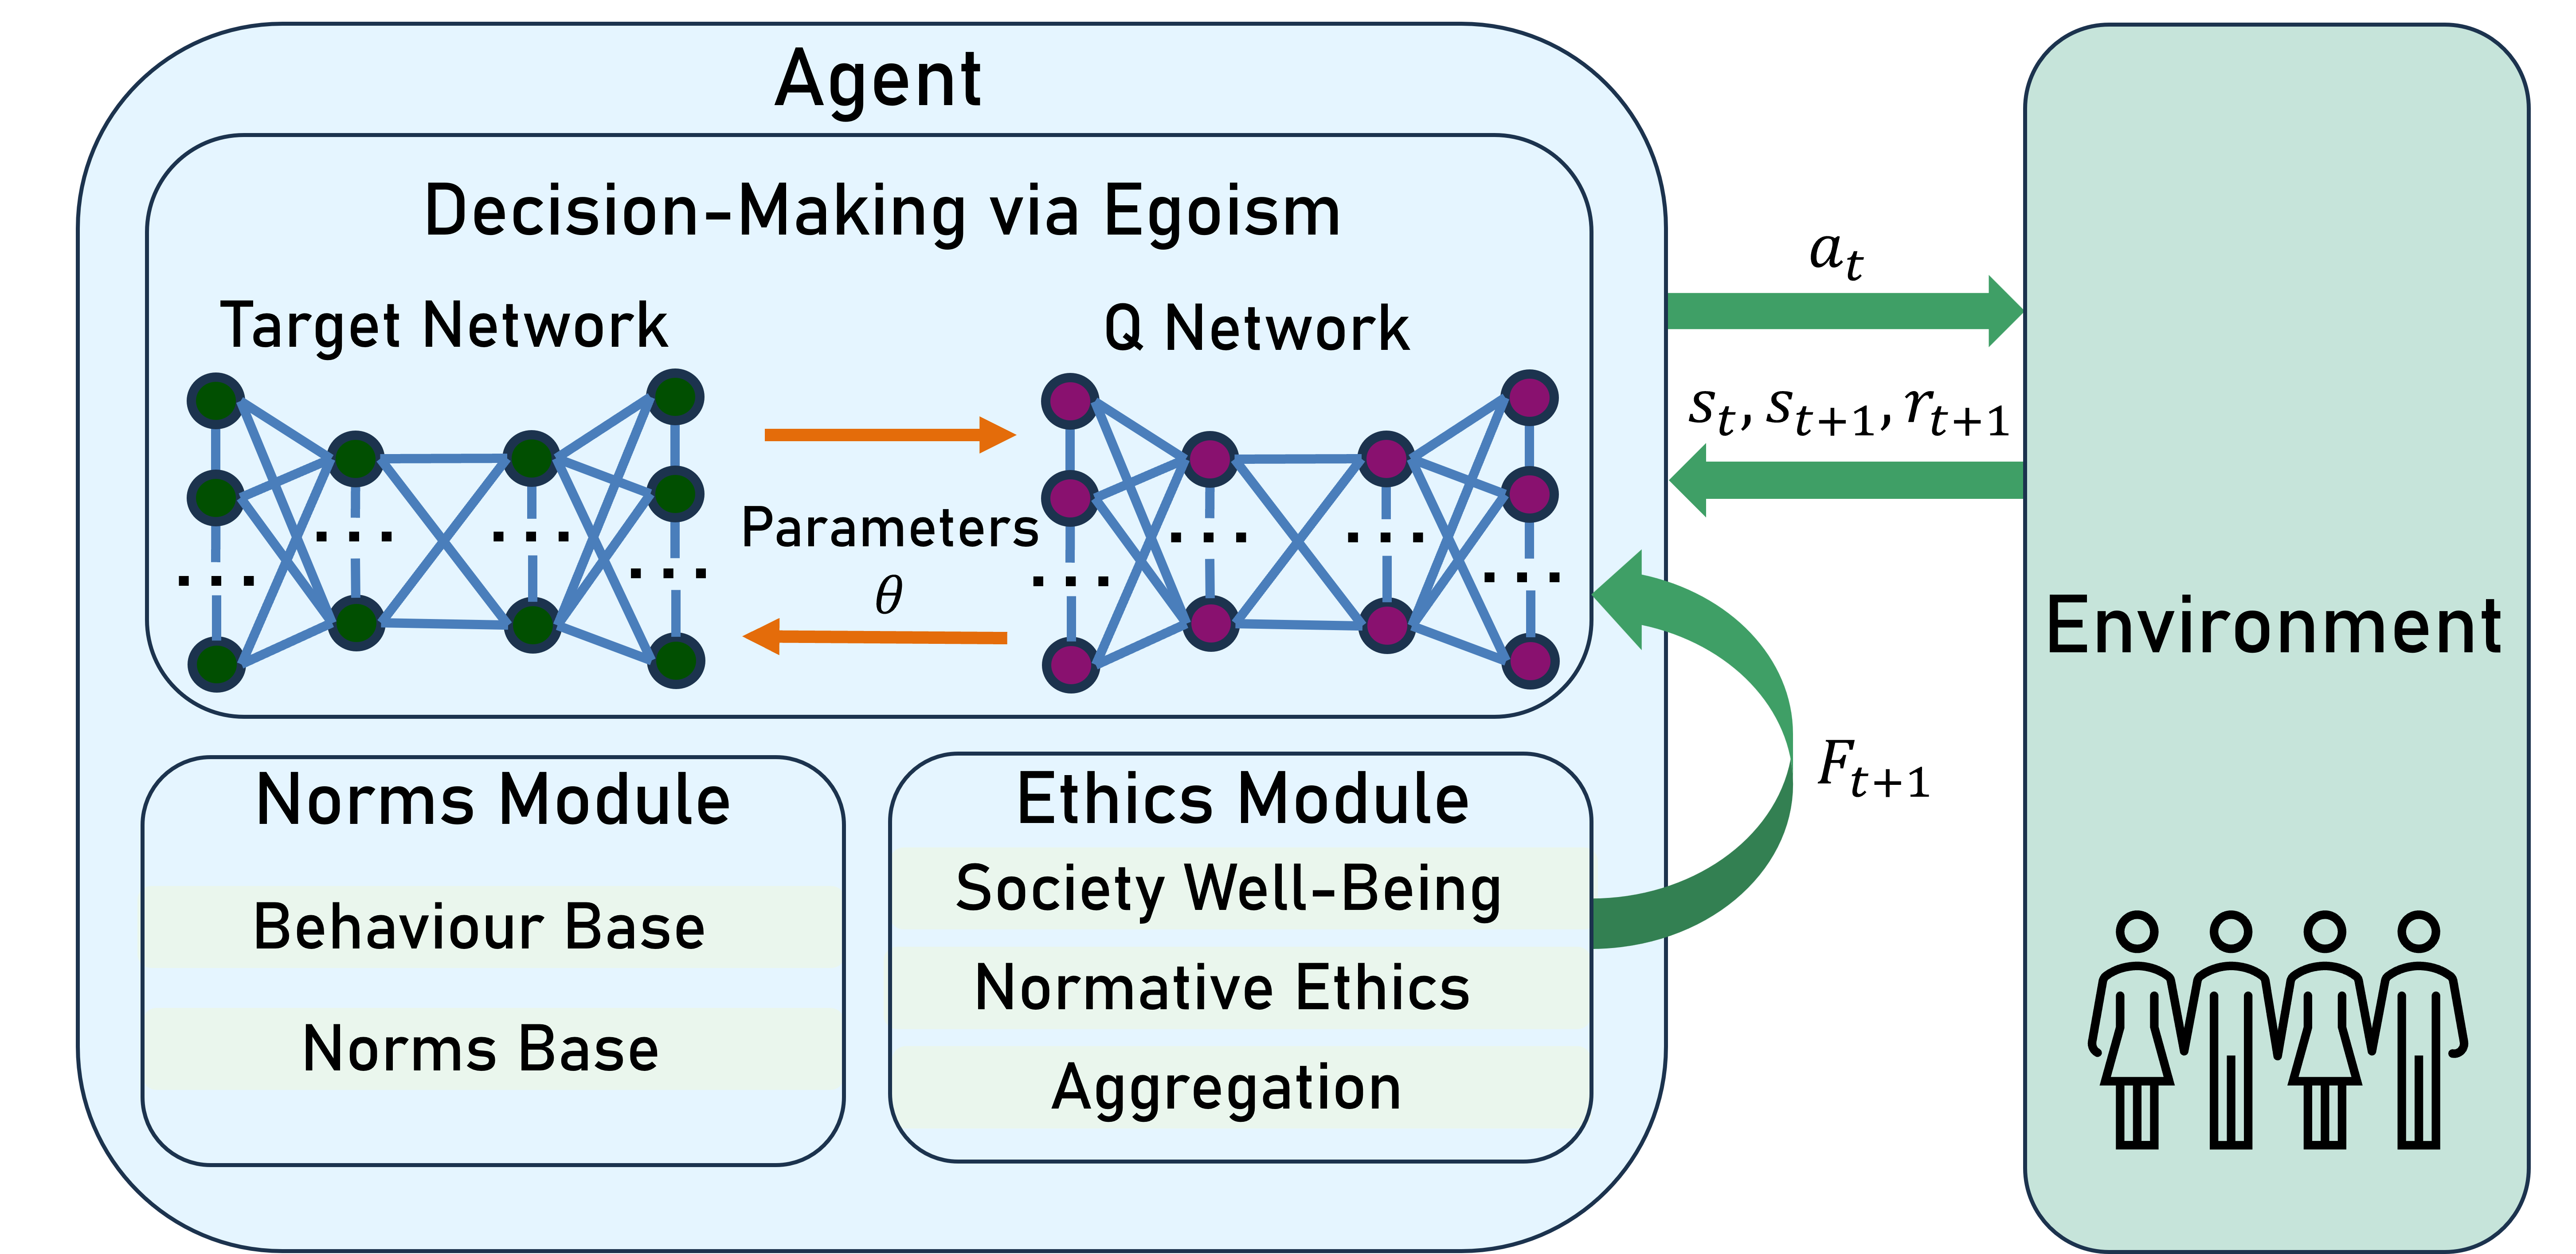 Agent
Decision-Making via Egoism
Target Network
Q Network
Parameters
θ
Norms Module
Behaviour Base
Norms Base
Ethics Module
Society Well-Being
Normative Ethics
Aggregation
a_t
s_t, s_{t+1}, r_{t+1}
F_{t+1}
Environment